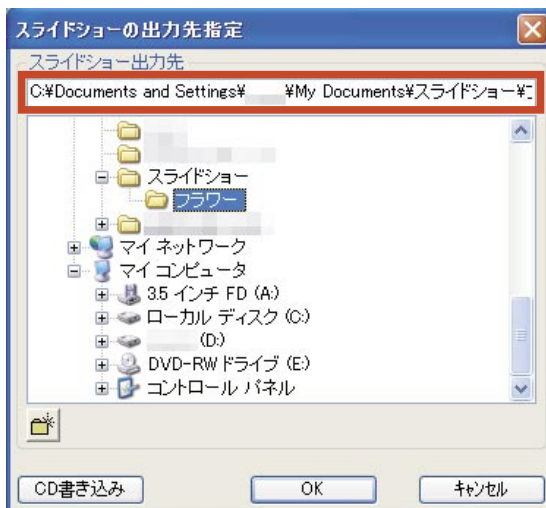 スライドショーの出力先指定
スライドショー出力先
C:¥Documents and Settings¥ ¥My Documents¥スライドショー¥
スライドショー
フラワー
マイ ネットワーク
マイ コンピュータ
3.5 インチ FD (A:)
ローカル ディスク (C:)
(D:)
DVD-RW ドライブ (E:)
コントロール パネル
CD書き込み
OK
キャンセル